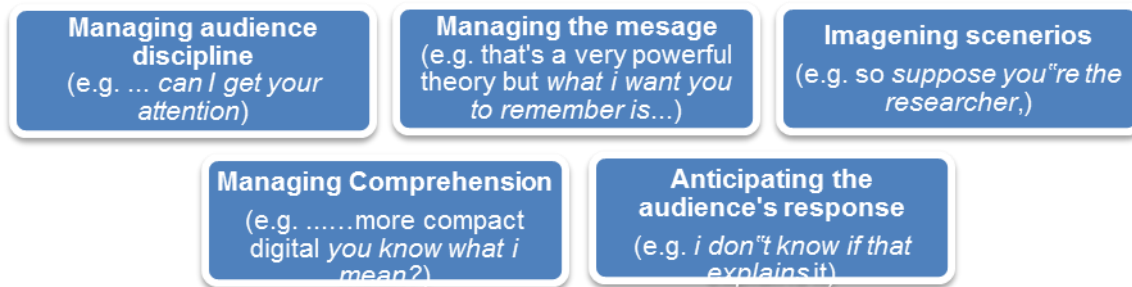 Managing audience
discipline
(e.g. ... can I get your
attention)
Managing the message
(e.g. that's a very powerful
theory but what i want you
to remember is...)
Imagening scenerios
(e.g. so suppose you‟re the
researcher,)
Managing Comprehension
(e.g. ...…more compact
digital you know what i
mean?)
Anticipating the
audience's response
(e.g. i don‟t know if that
explains it)